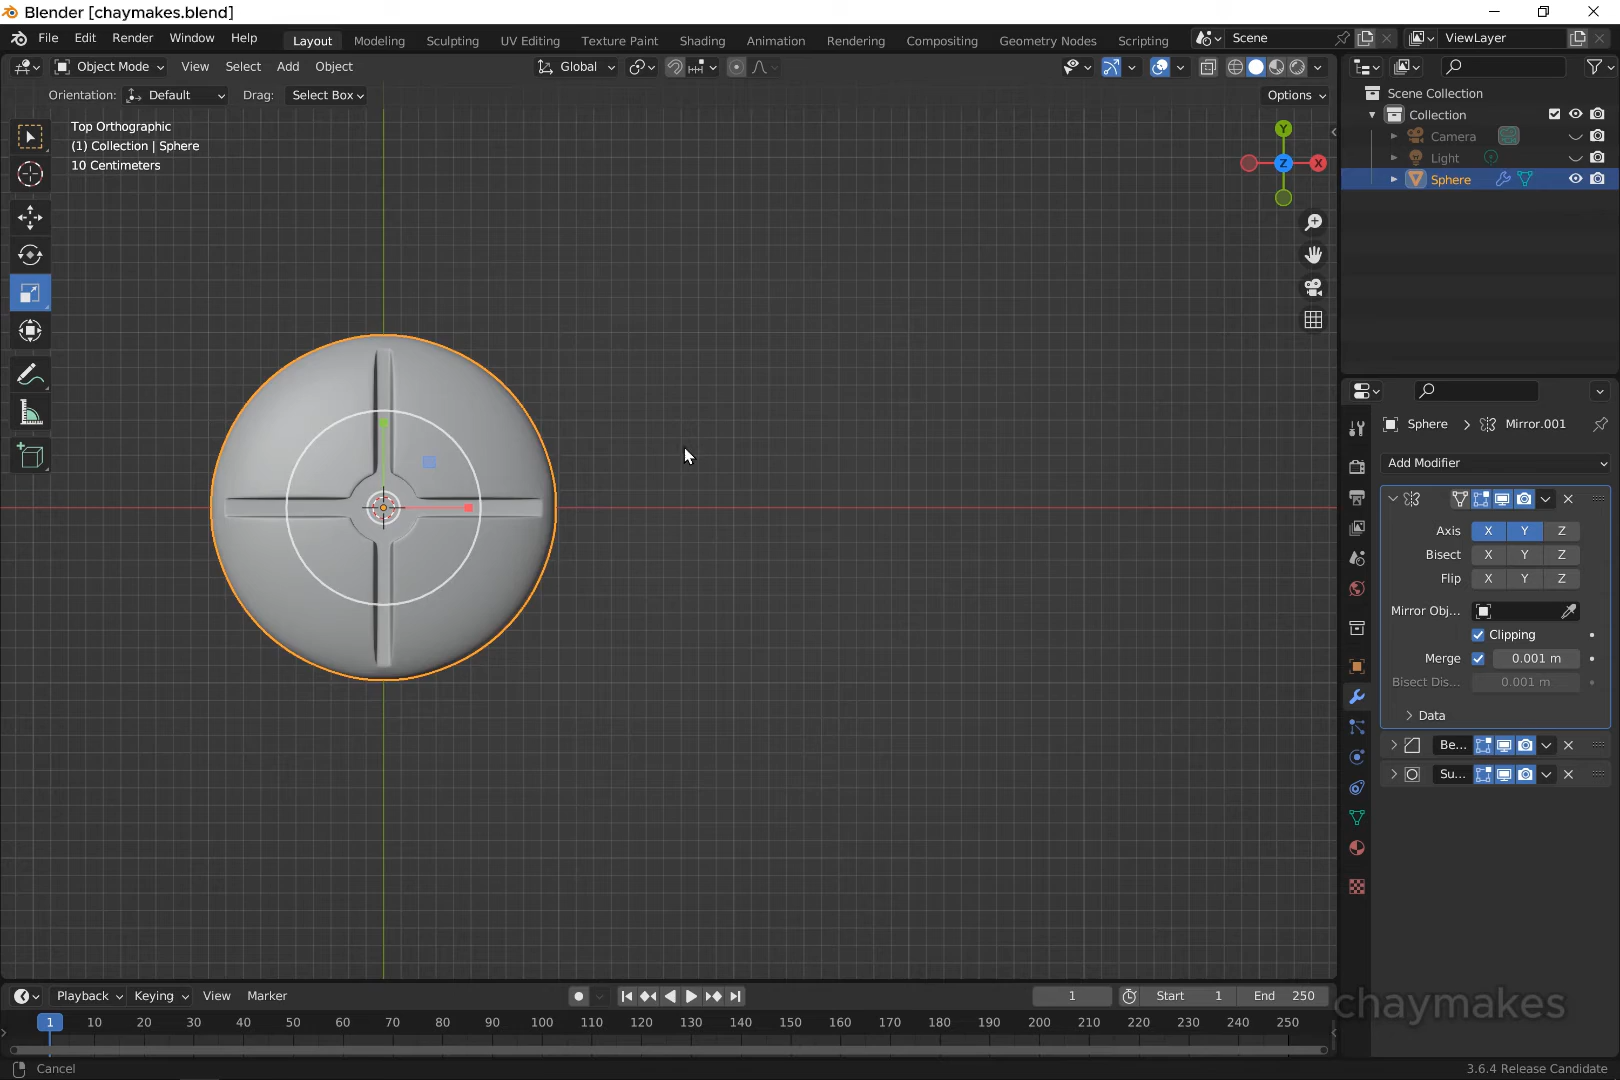 Blender [chaymakes.blend]
File Edit Render Window Help Layout Modeling Sculpting UV Editing Texture Paint Shading Animation Rendering Compositing Geometry Nodes Scripting Scene ViewLayer
Object Mode View Select Add Object Global
Orientation: Default Drag: Select Box Options
Top Orthographic
(1) Collection | Sphere
10 Centimeters
Y
Z X
Scene Collection
Collection
Camera
Light
Sphere
Sphere > Mirror.001
Add Modifier
Axis X Y Z
Bisect X Y Z
Flip X Y Z
Mirror Obj...
Clipping
Merge 0.001 m
Bisect Dis... 0.001 m
Data
Be...
Su...
Playback Keying View Marker 1 Start 1 End 250
1 10 20 30 40 50 60 70 80 90 100 110 120 130 140 150 160 170 180 190 200 210 220 230 240 250
chaymakes
Cancel 3.6.4 Release Candidate